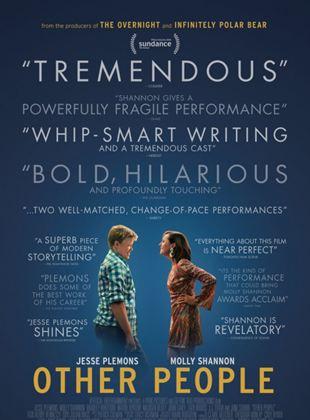 from the producers of THE OVERNIGHT and INFINITELY POLAR BEAR
sundance
"TREMENDOUS"
"SHANNON GIVES A
POWERFULLY FRAGILE PERFORMANCE"
"WHIP-SMART WRITING
AND A TREMENDOUS CAST"
"BOLD, HILARIOUS
AND PROFOUNDLY TOUCHING"
"...TWO WELL-MATCHED, CHANGE-OF-PACE PERFORMANCES"
"A SUPERB PIECE
OF MODERN
STORYTELLING"
"EVERYTHING ABOUT THIS FILM
IS NEAR PERFECT"
"PLEMONS
DOES SOME OF
THE BEST WORK
OF HIS CAREER"
"IT'S THE KIND OF
PERFORMANCE
THAT COULD BRING
MOLLY SHANNON
AWARDS ACCLAIM"
"JESSE PLEMONS
SHINES"
"SHANNON IS
REVELATORY"
JESSE PLEMONS
MOLLY SHANNON
OTHER PEOPLE